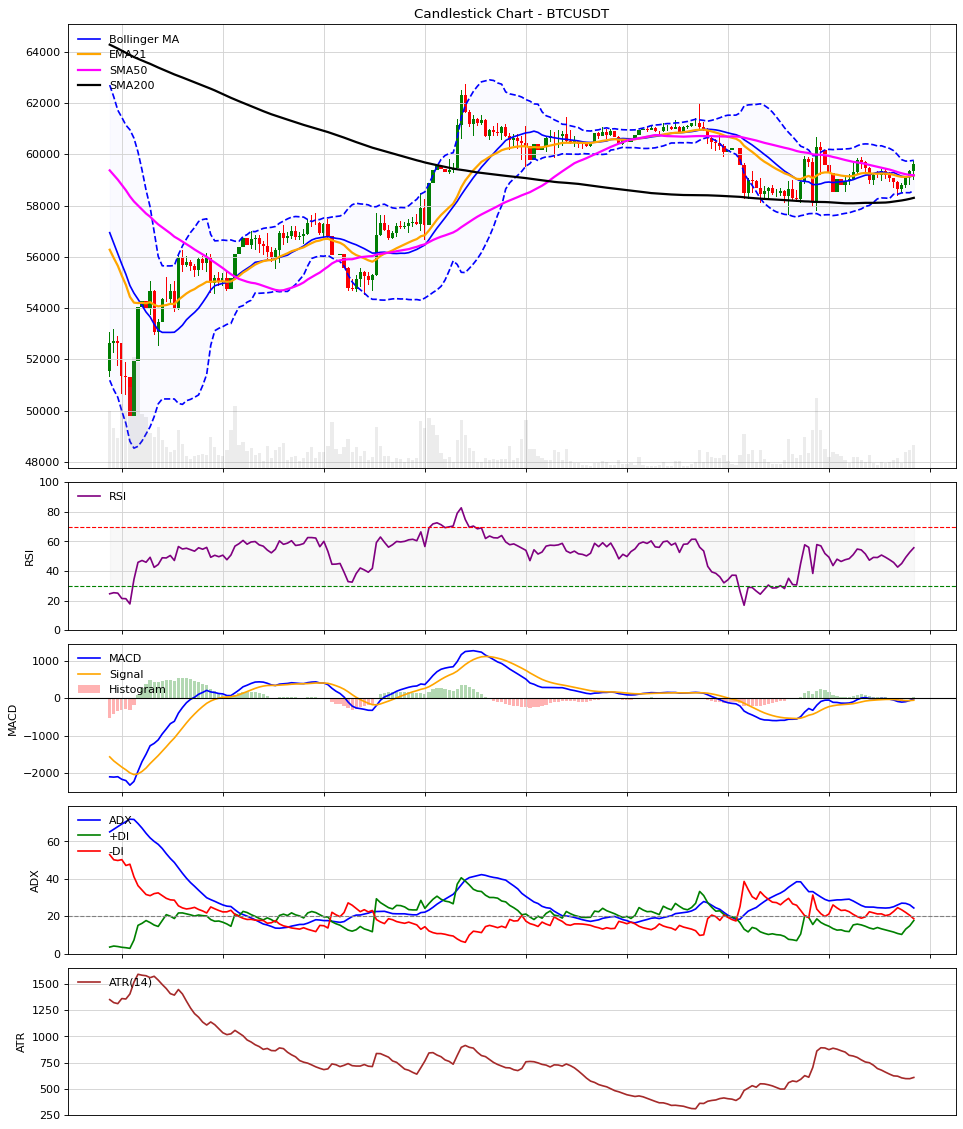 Candlestick Chart - BTCUSDT
64000
62000
60000
58000
56000
54000
52000
50000
48000
Bollinger MA
EMA21
SMA50
SMA200
100
80
60
40
20
0
RSI
RSI
1000
0
−1000
−2000
MACD
MACD
Signal
Histogram
60
40
20
0
ADX
ADX
+DI
-DI
1500
1250
1000
750
500
250
ATR
ATR(14)